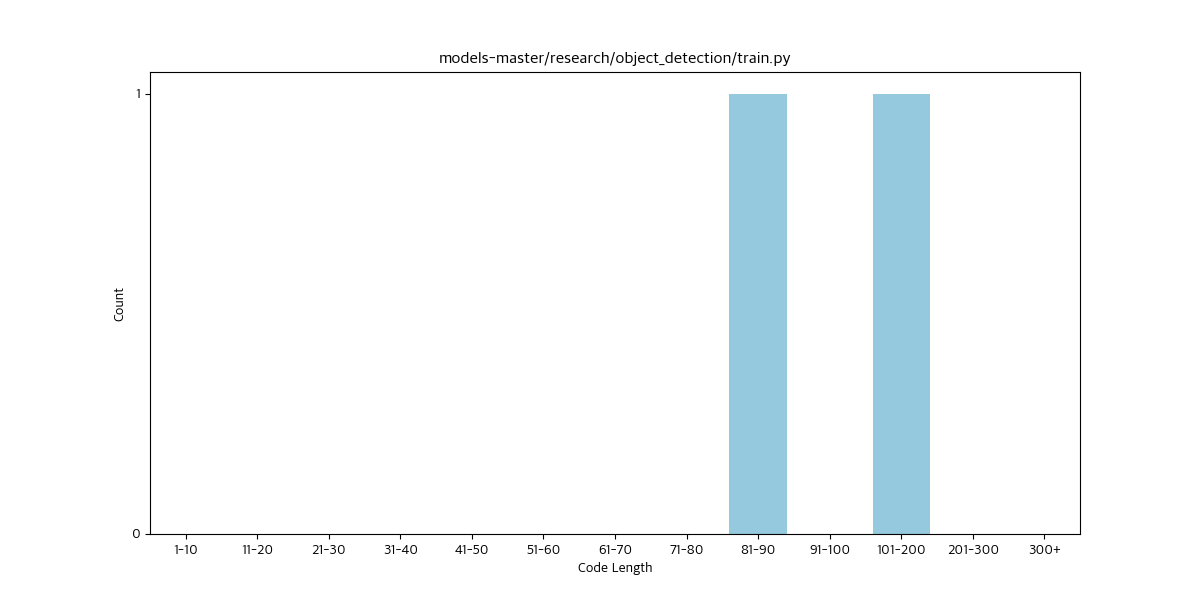 models-master/research/object_detection/train.py
1
Count
0
1-10 11-20 21-30 31-40 41-50 51-60 61-70 71-80 81-90 91-100 101-200 201-300 300+
Code Length